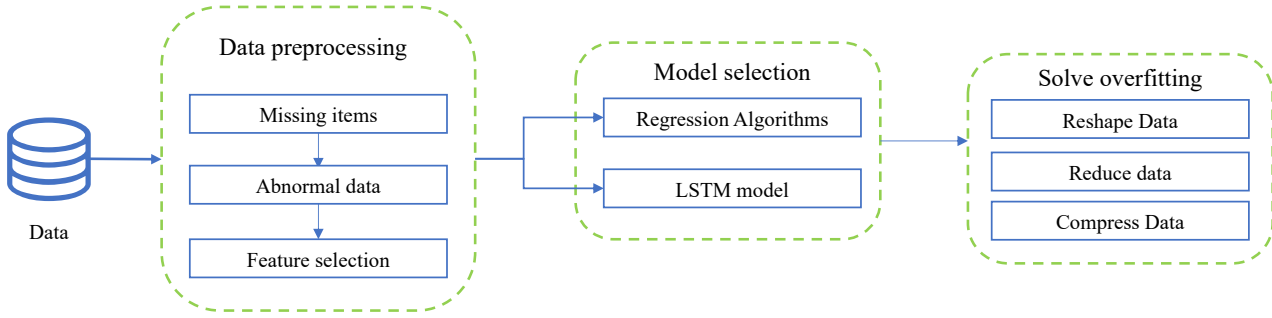 Data
Data preprocessing
Missing items
Abnormal data
Feature selection
Model selection
Regression Algorithms
LSTM model
Solve overfitting
Reshape Data
Reduce data
Compress Data